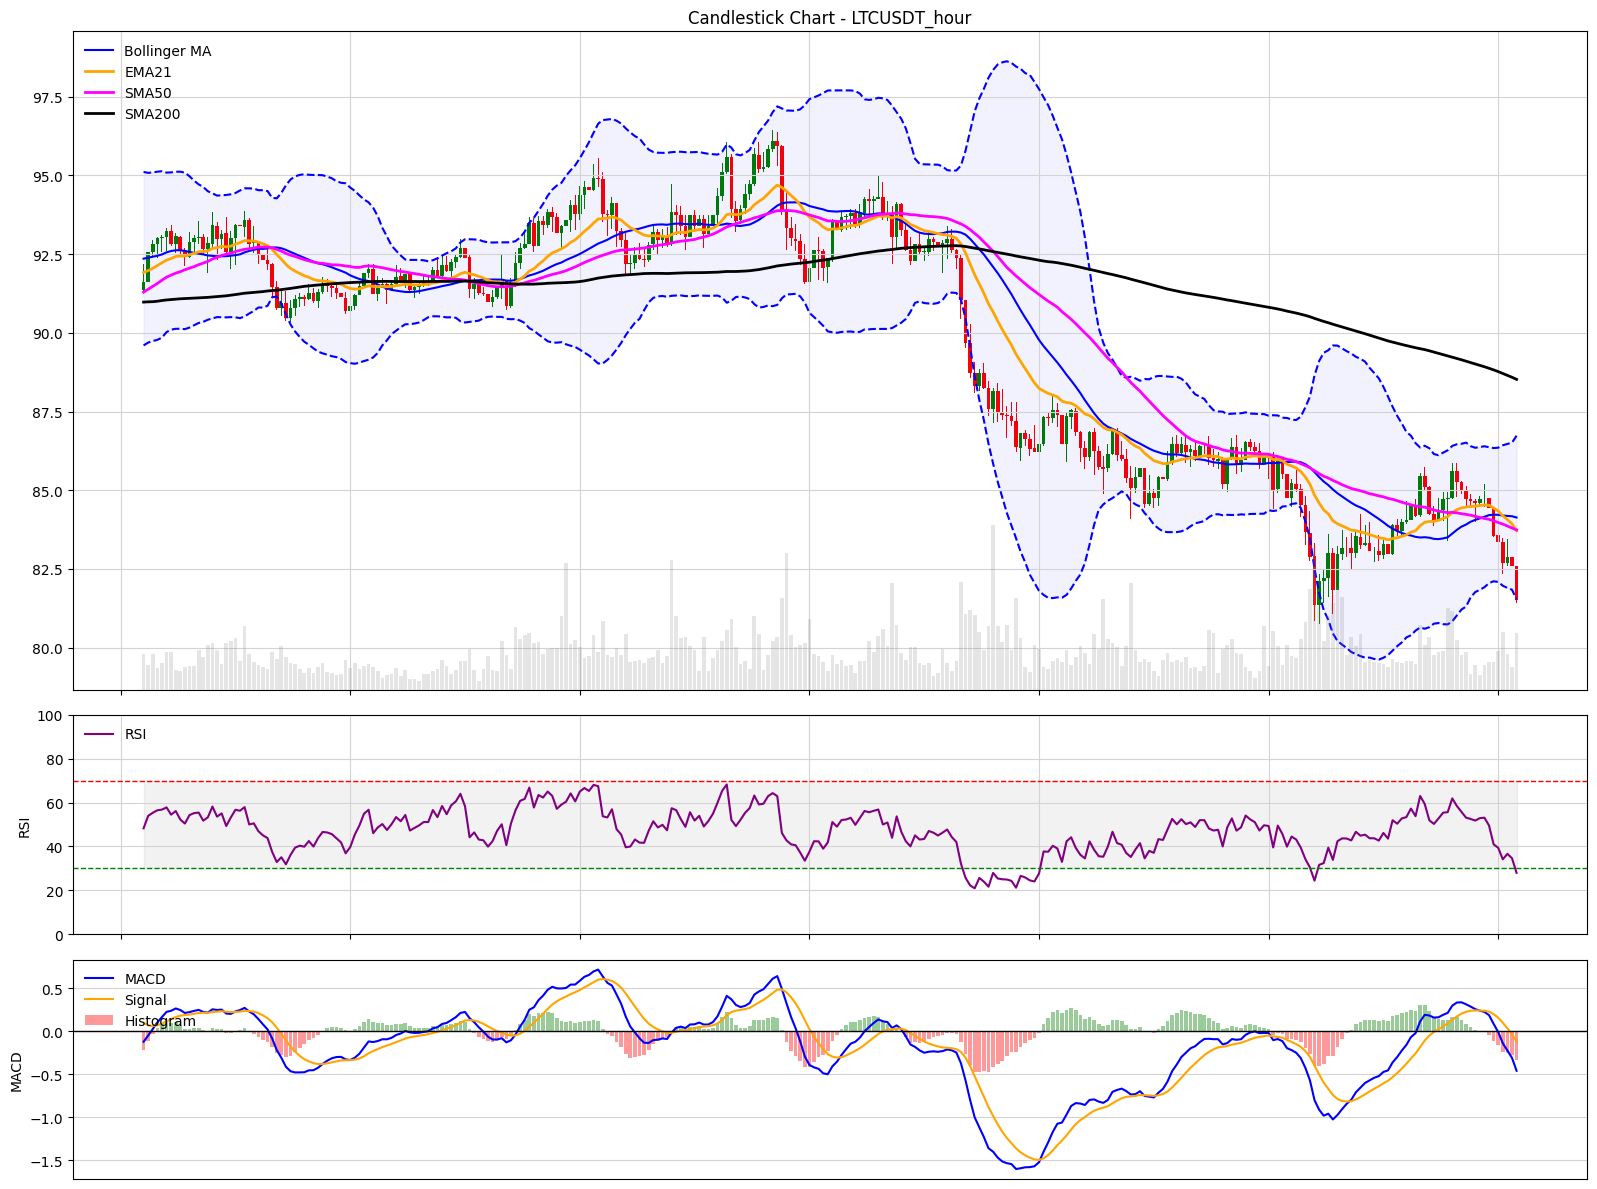 Candlestick Chart - LTCUSDT_hour
Bollinger MA
EMA21
SMA50
SMA200
97.5
95.0
92.5
90.0
87.5
85.0
82.5
80.0
RSI
100
80
60
40
20
0
RSI
MACD
Signal
Histogram
0.5
0.0
−0.5
−1.0
−1.5
MACD